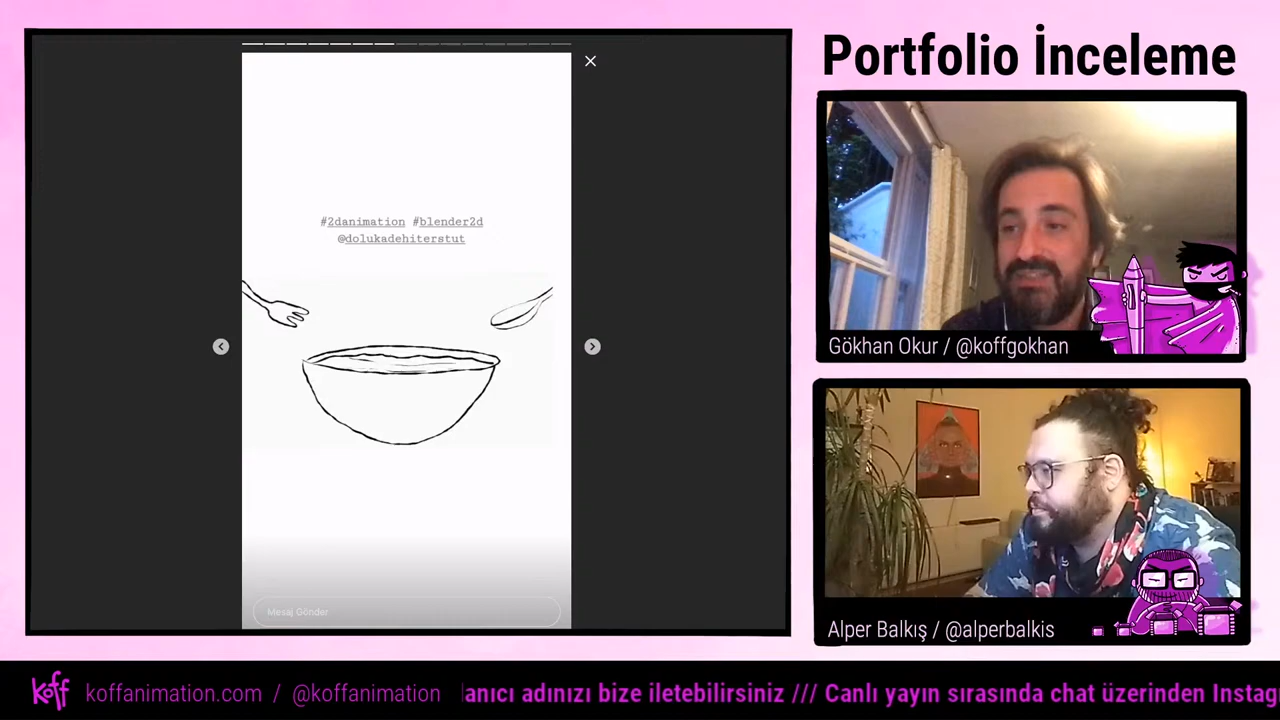 Portfolio İnceleme
#2danimation #blender2d
@dolukadehiterstut
Mesaj Gönder
Gökhan Okur / @koffgokhan
Alper Balkış / @alperbalkis
koff koffanimation.com / @koffanimation anıcı adınızı bize iletebilirsiniz /// Canlı yayın sırasında chat üzerinden Instag